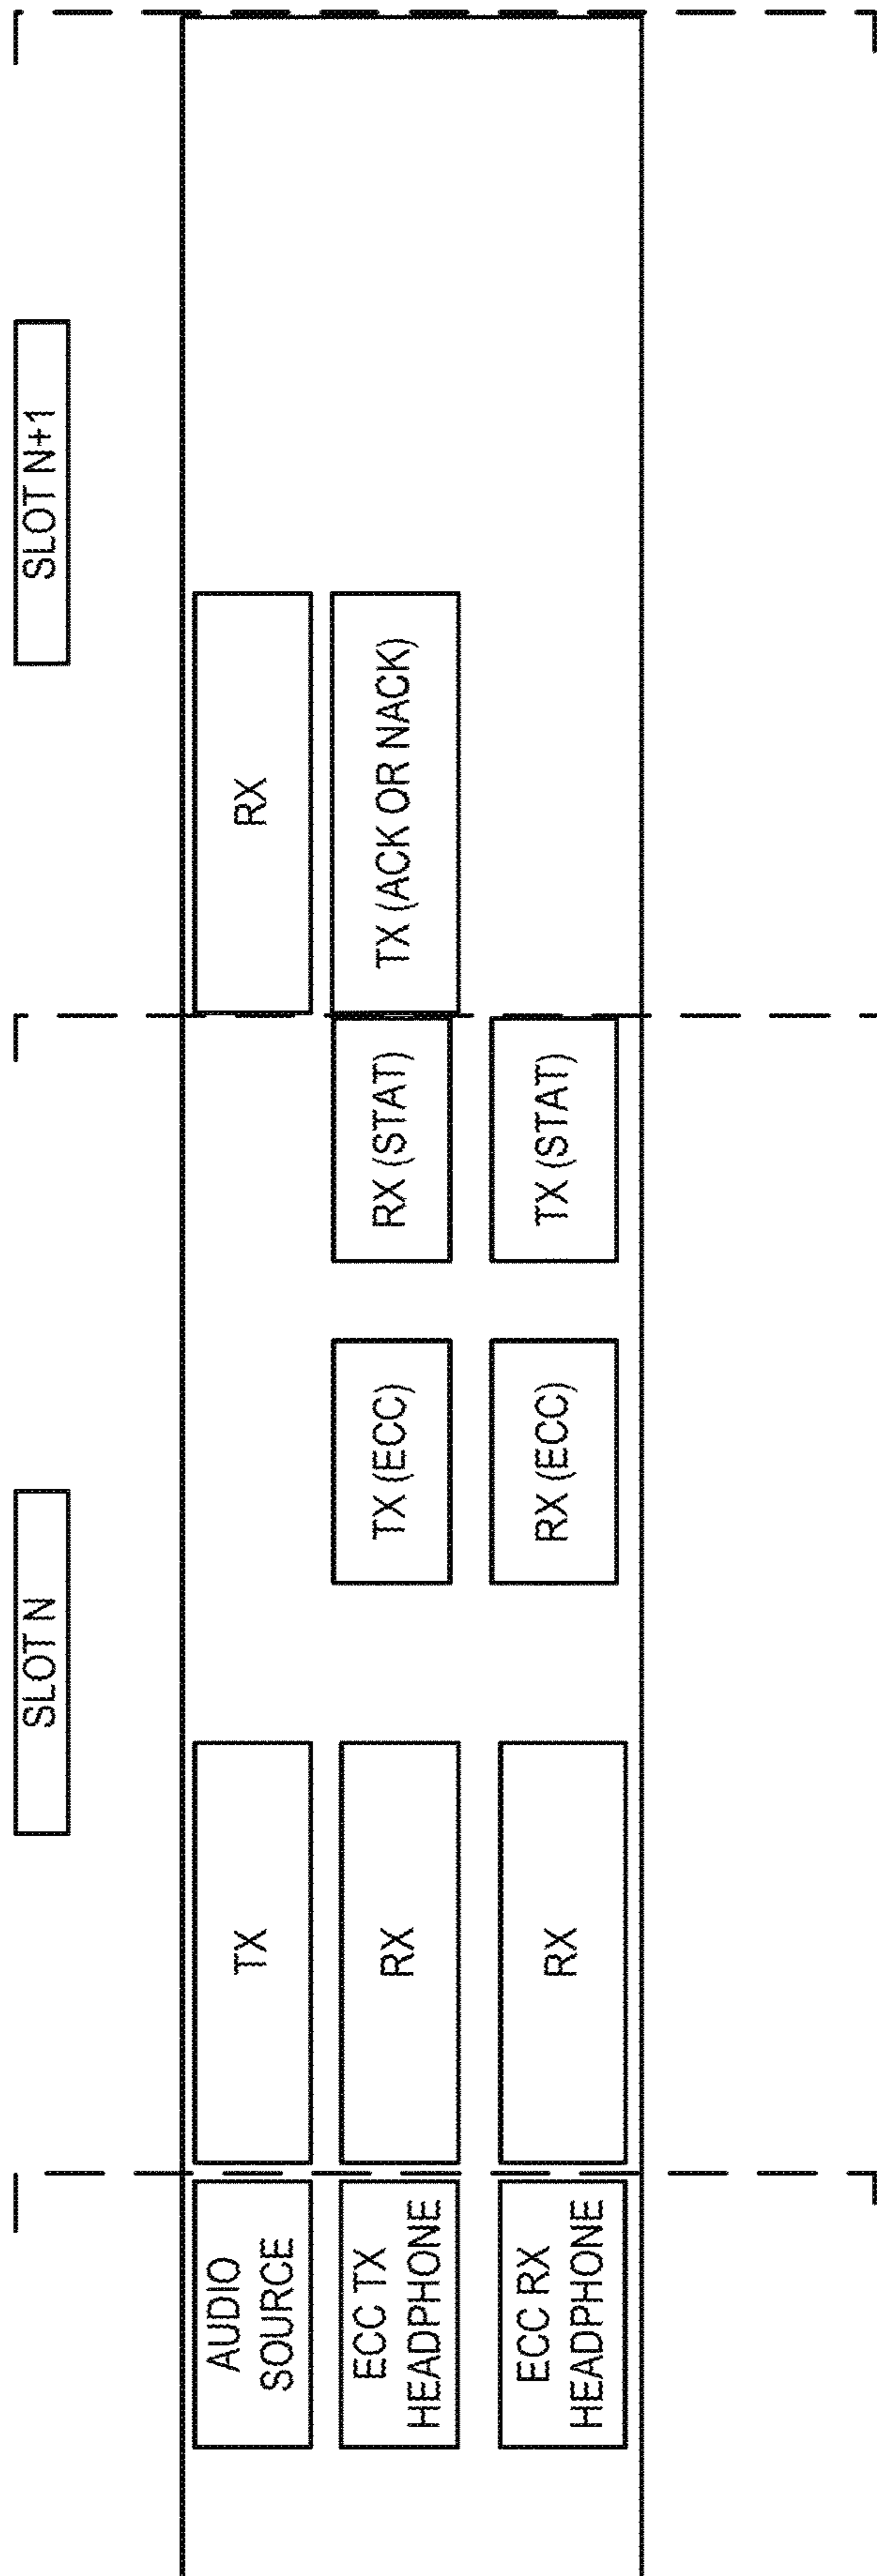 SLOT N
SLOT N+1
AUDIO
SOURCE
TX
RX
ECC TX
HEADPHONE
RX
TX (ECC)
RX (STAT)
TX (ACK OR NACK)
ECC RX
HEADPHONE
RX
RX (ECC)
TX (STAT)